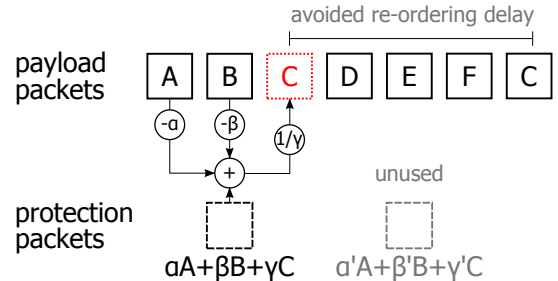 avoided re-ordering delay
payload
packets
A B C D E F C
-α -β 1/γ
+
unused
protection
packets
αA+βB+γC α'A+β'B+γ'C